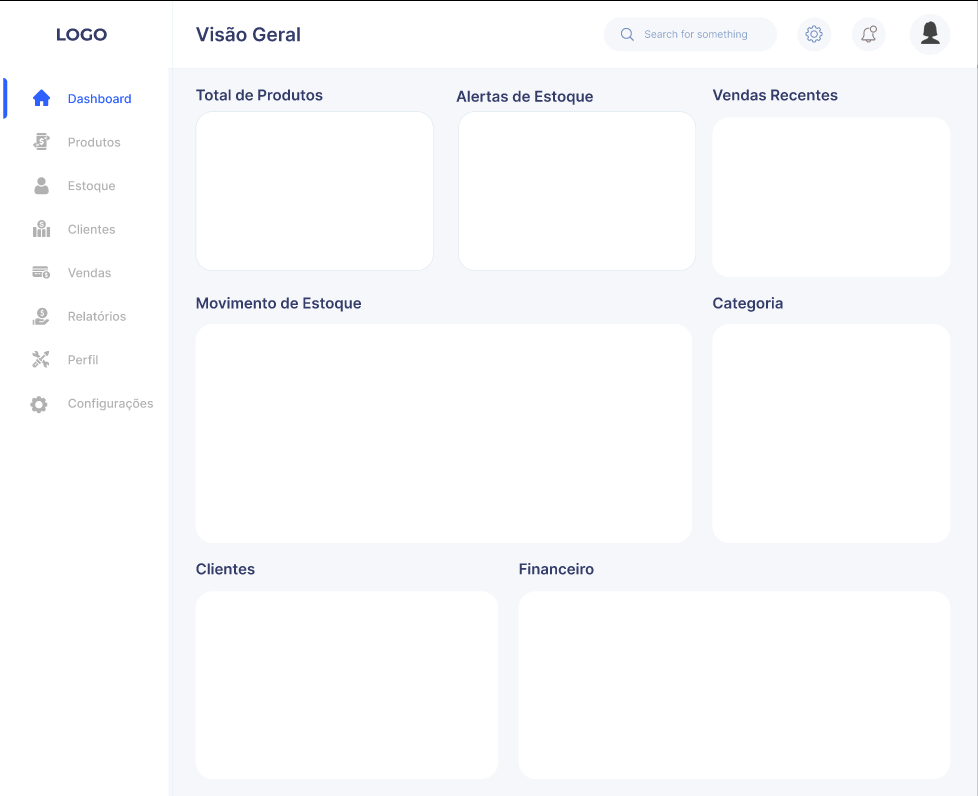 LOGO
Visão Geral
Search for something
Dashboard
Produtos
Estoque
Clientes
Vendas
Relatórios
Perfil
Configurações
Total de Produtos
Alertas de Estoque
Vendas Recentes
Movimento de Estoque
Categoria
Clientes
Financeiro